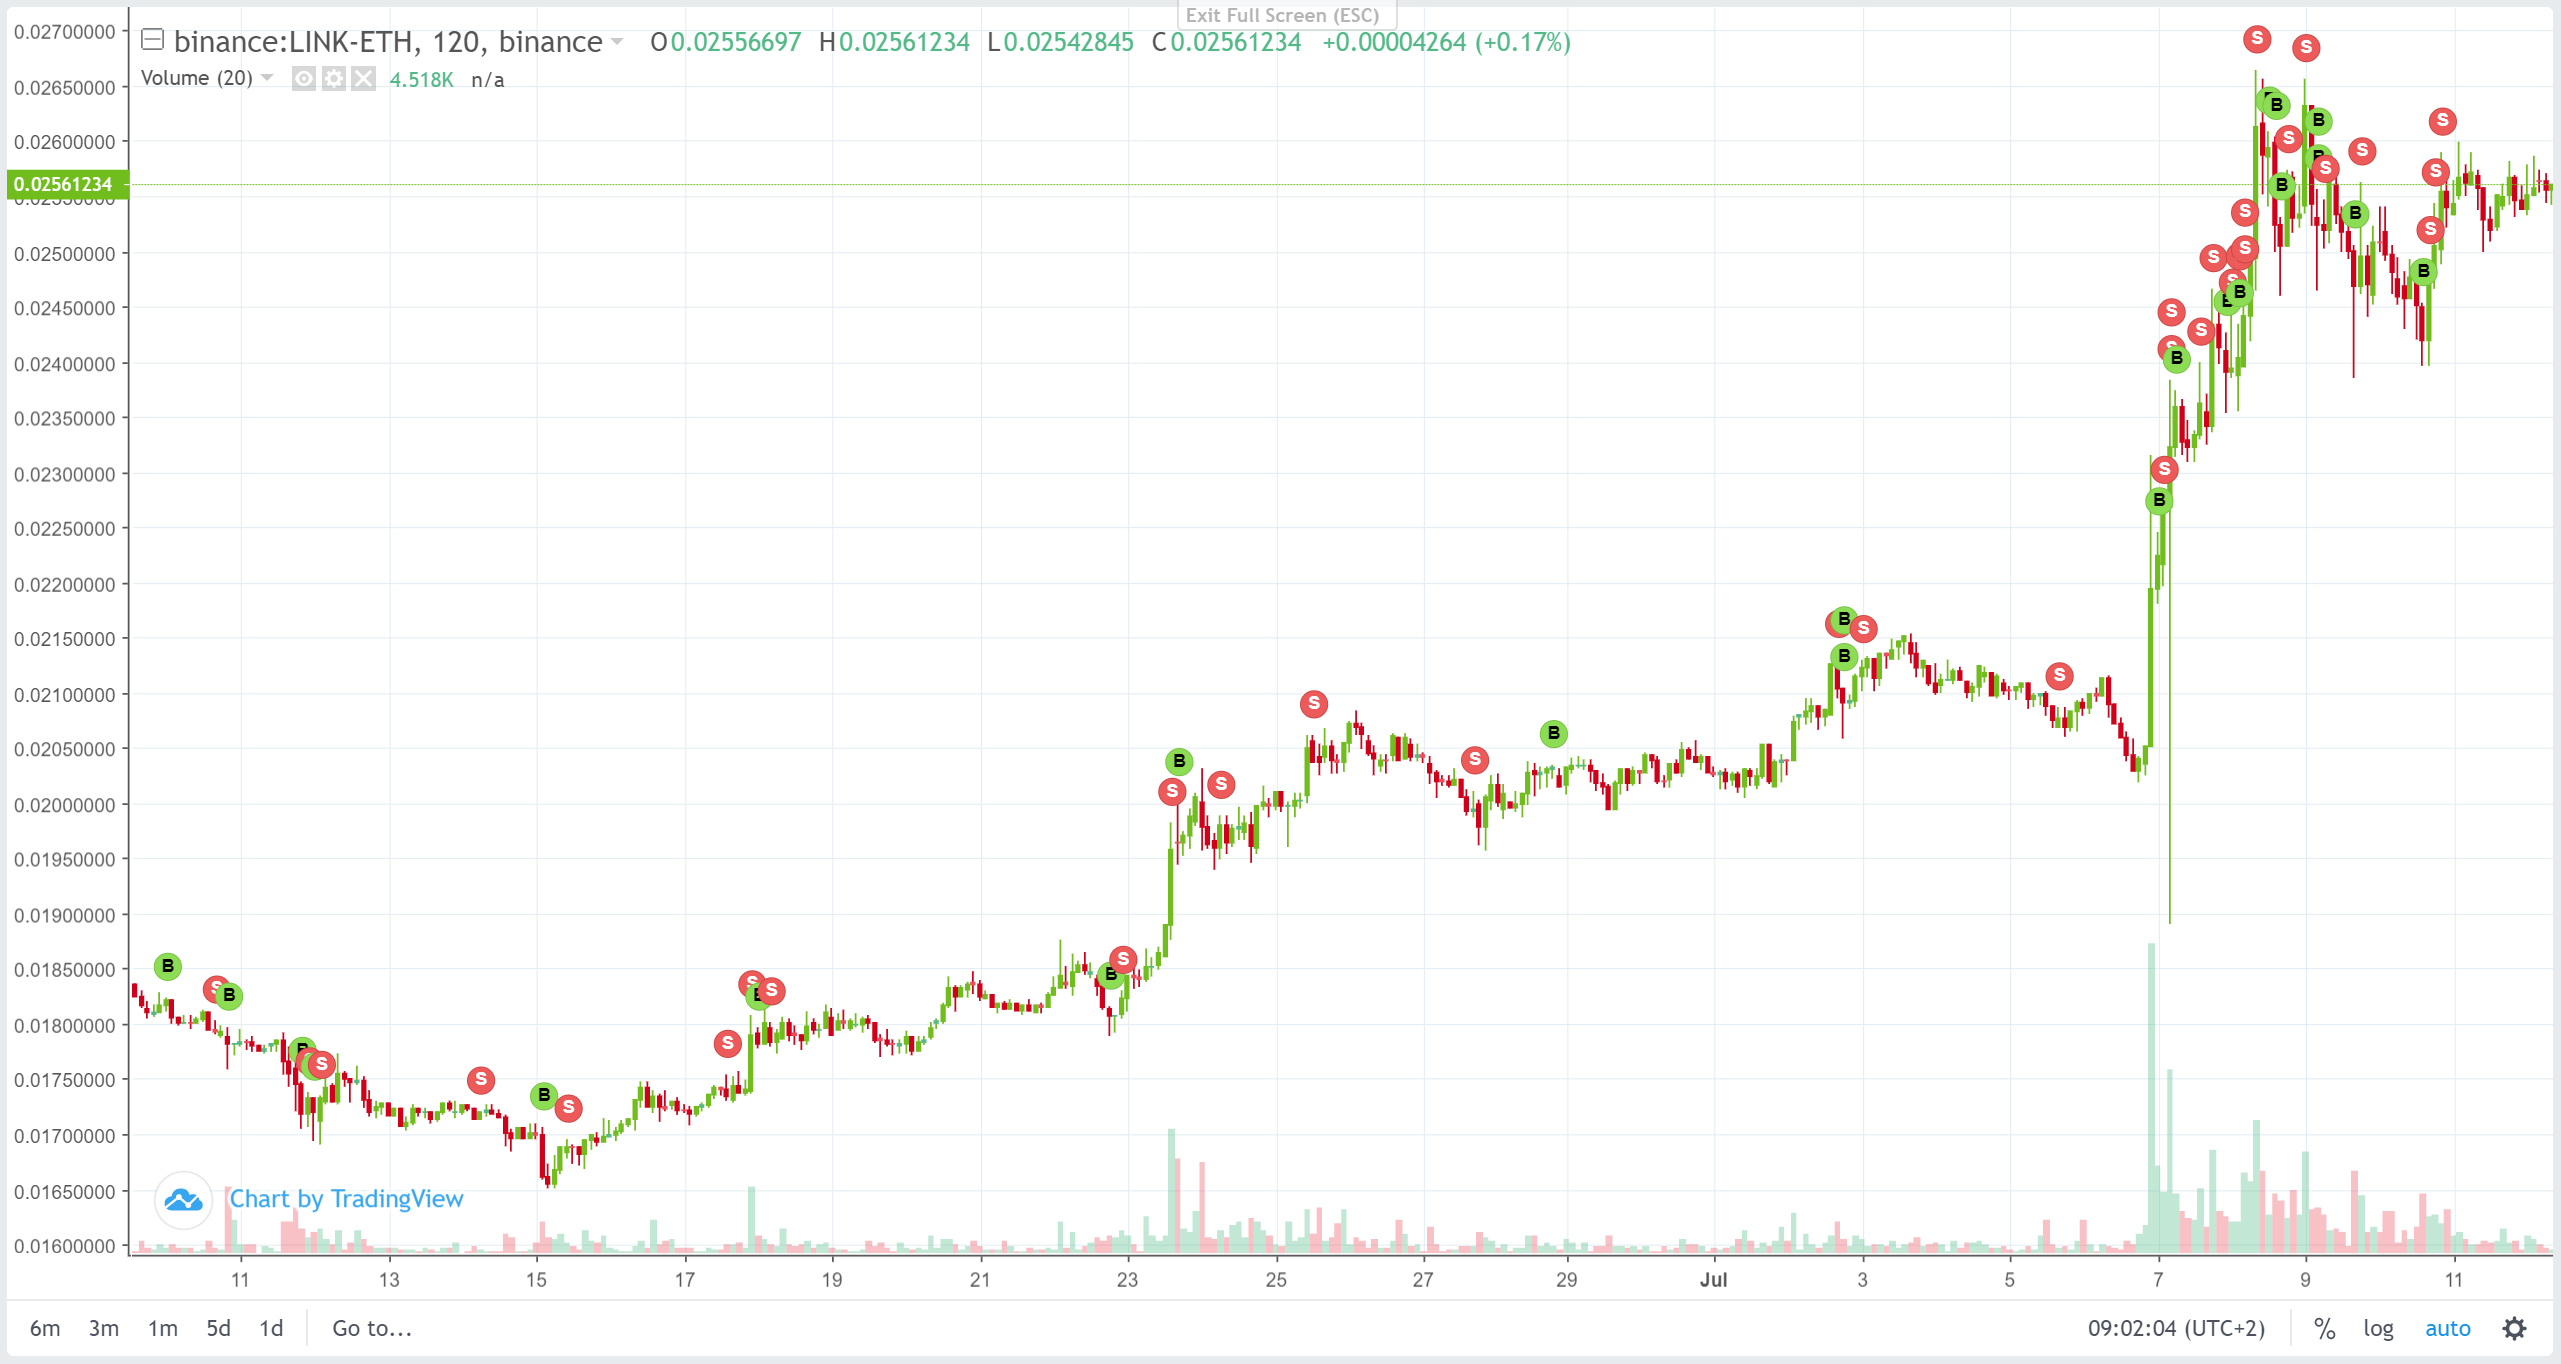 Exit Full Screen (ESC)
binance:LINK-ETH, 120, binance O0.02556697 H0.02561234 L0.02542845 C0.02561234 +0.00004264 (+0.17%)
Volume (20) 4.518K n/a
0.02700000
0.02650000
0.02600000
0.02561234
0.02550000
0.02500000
0.02450000
0.02400000
0.02350000
0.02300000
0.02250000
0.02200000
0.02150000
0.02100000
0.02050000
0.02000000
0.01950000
0.01900000
0.01850000
0.01800000
0.01750000
0.01700000
0.01650000
0.01600000
B
S B
B S
S
B S
S
S B S
B S
B
S S
S
S
B
B S
B
S
B S
S
S B
S
S
B B
S
S
S
S S
B B
S
B
B
B
S
S
B
S
B
S
S
S
Chart by TradingView
11 13 15 17 19 21 23 25 27 29 Jul 3 5 7 9 11
6m 3m 1m 5d 1d Go to... 09:02:04 (UTC+2) % log auto